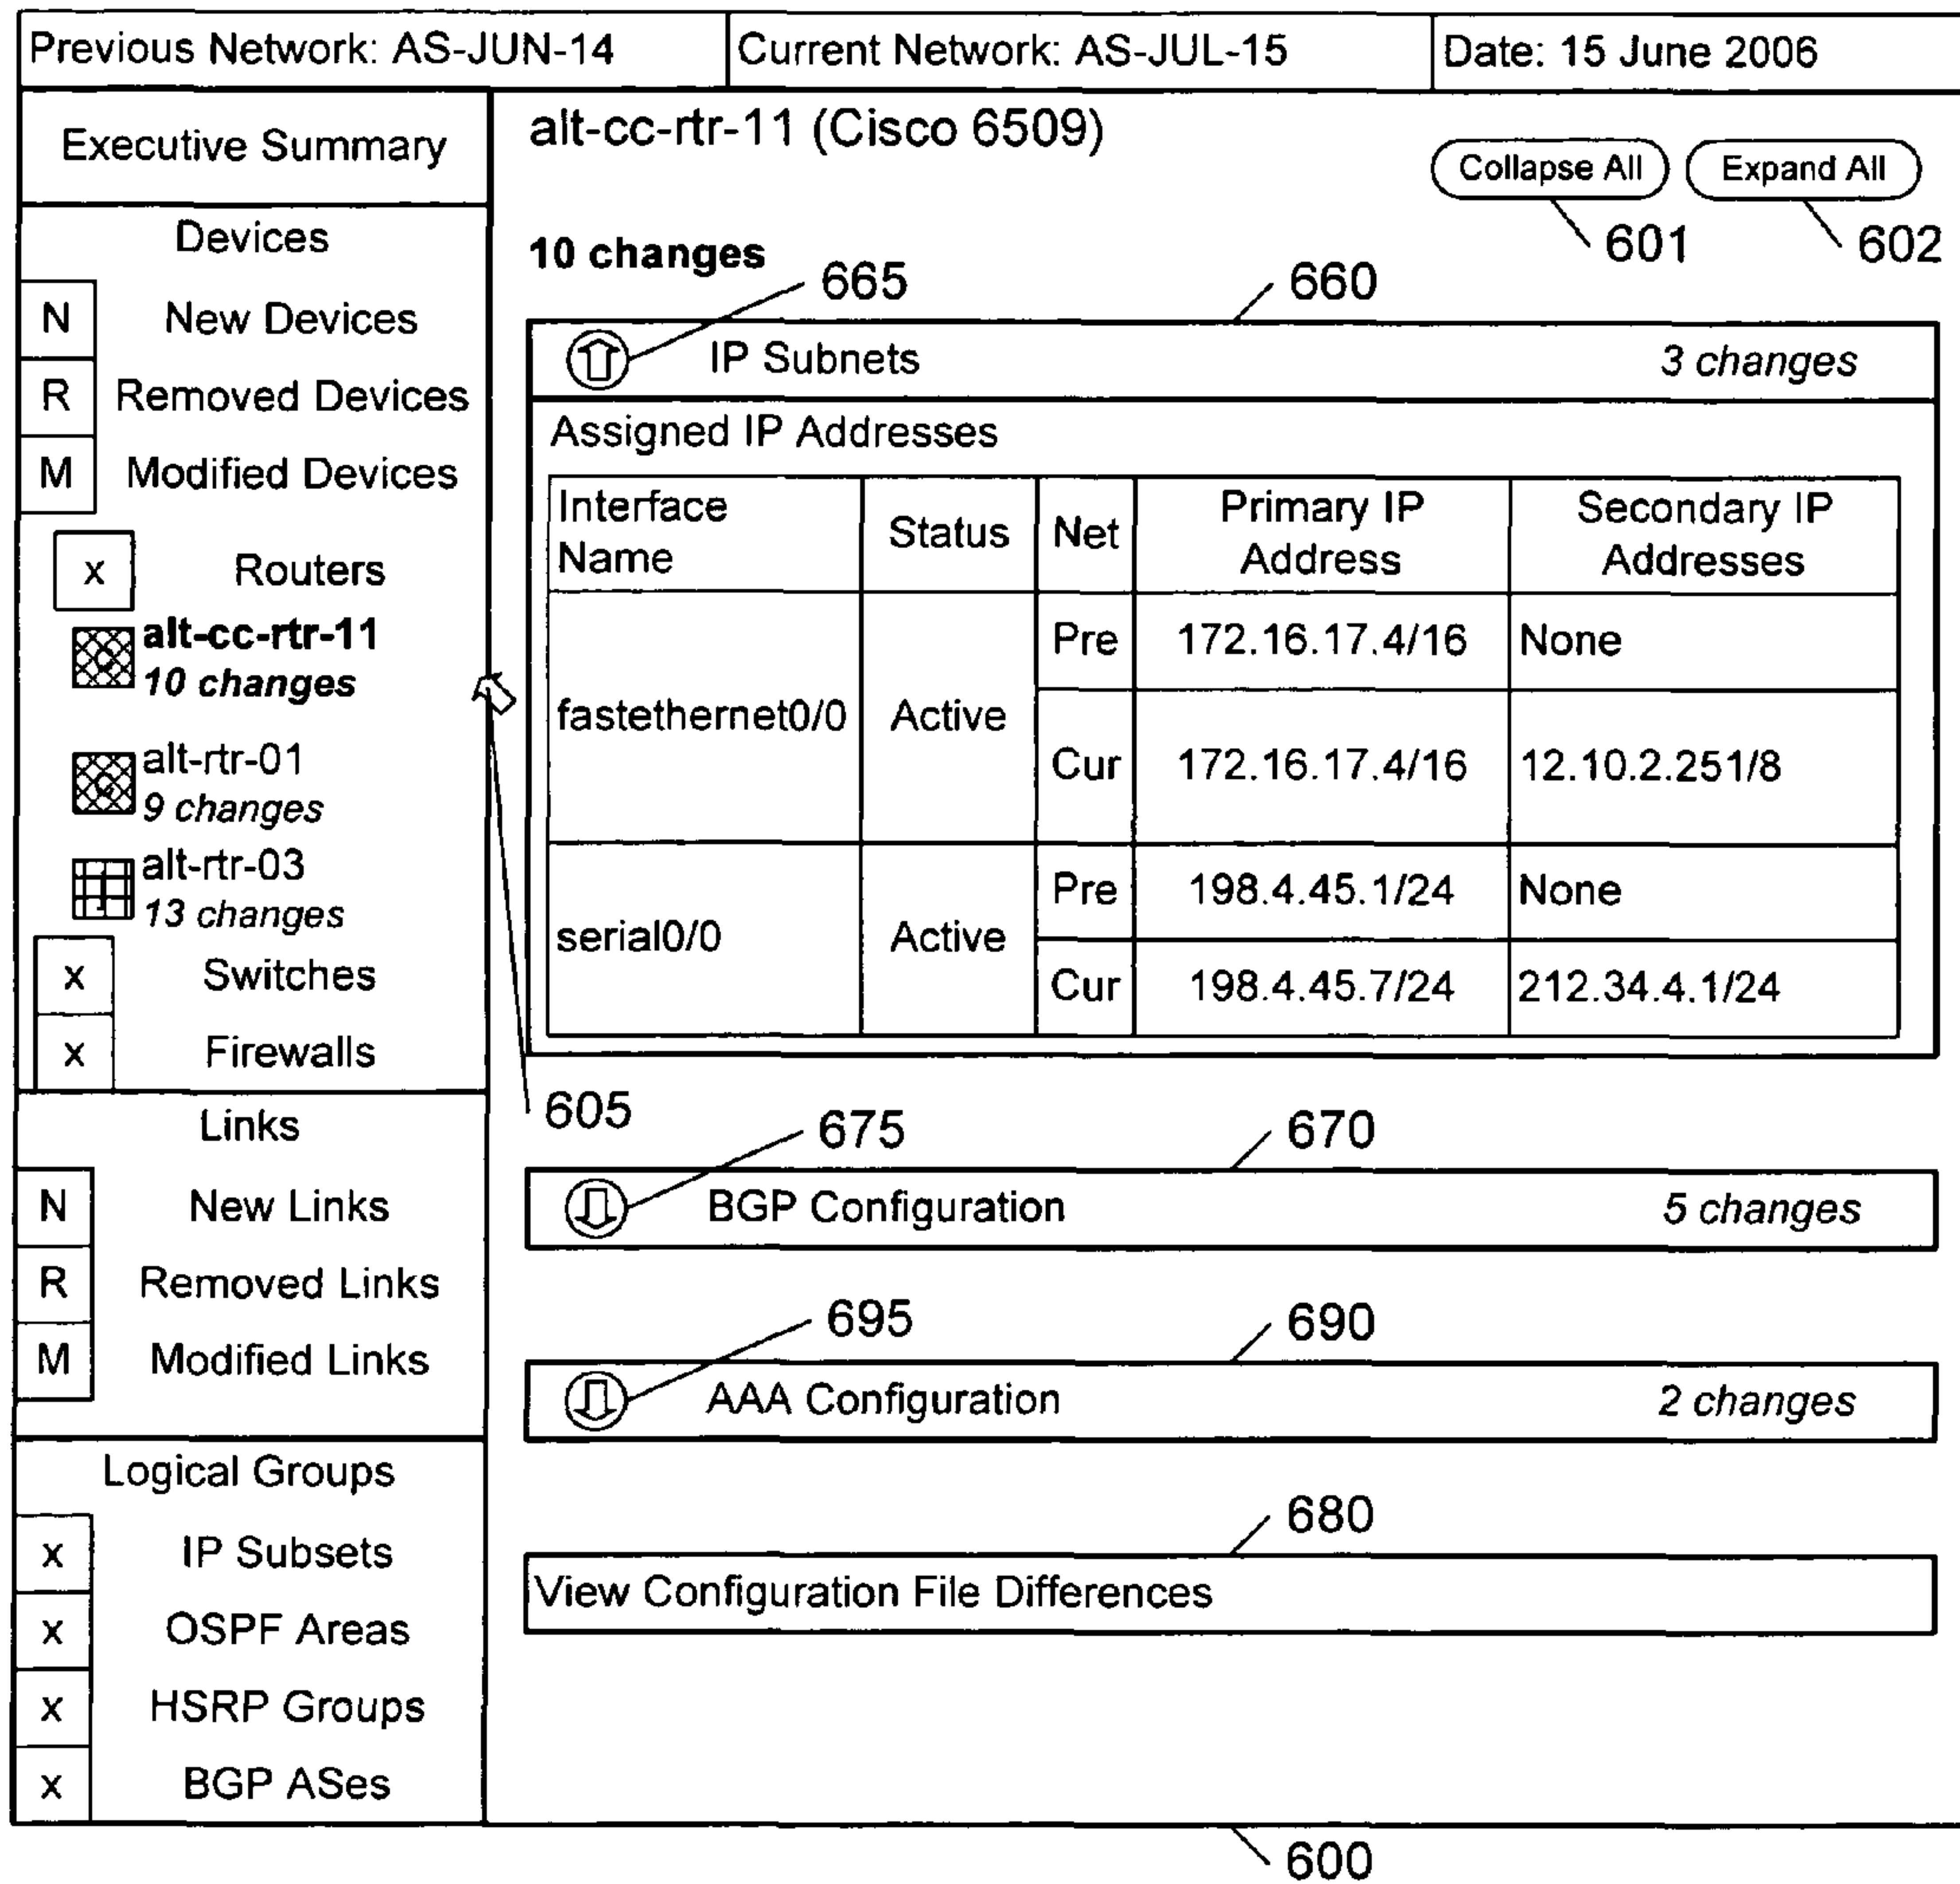 Previous Network: AS-JUN-14 Current Network: AS-JUL-15 Date: 15 June 2006
Executive Summary
Devices
N New Devices
R Removed Devices
M Modified Devices
x Routers
alt-cc-rtr-11
10 changes
alt-rtr-01
9 changes
alt-rtr-03
13 changes
x Switches
x Firewalls
Links
N New Links
R Removed Links
M Modified Links
Logical Groups
x IP Subsets
x OSPF Areas
x HSRP Groups
x BGP ASes
alt-cc-rtr-11 (Cisco 6509)
Collapse All Expand All
601 602
10 changes
665 660
IP Subnets 3 changes
Assigned IP Addresses
Interface Name Status Net Primary IP Address Secondary IP Addresses
fastethernet0/0 Active
Pre 172.16.17.4/16 None
Cur 172.16.17.4/16 12.10.2.251/8
serial0/0 Active
Pre 198.4.45.1/24 None
Cur 198.4.45.7/24 212.34.4.1/24
605
675 670
BGP Configuration 5 changes
695 690
AAA Configuration 2 changes
680
View Configuration File Differences
600